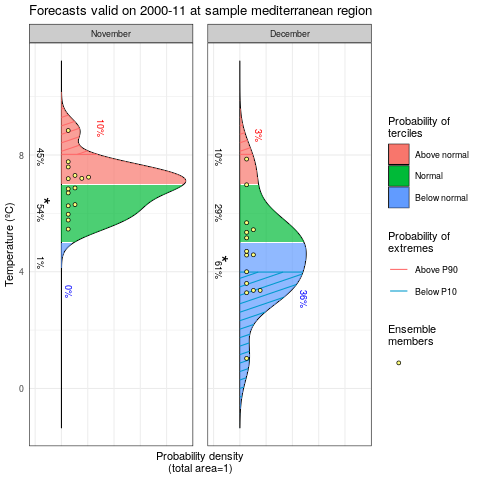 Forecasts valid on 2000-11 at sample mediterranean region
November
December
Temperature (ºC)
8
4
0
10%
45%
*
54%
1%
0%
3%
10%
29%
*
61%
36%
Probability density
(total area=1)
Probability of
terciles
Above normal
Normal
Below normal
Probability of
extremes
Above P90
Below P10
Ensemble
members